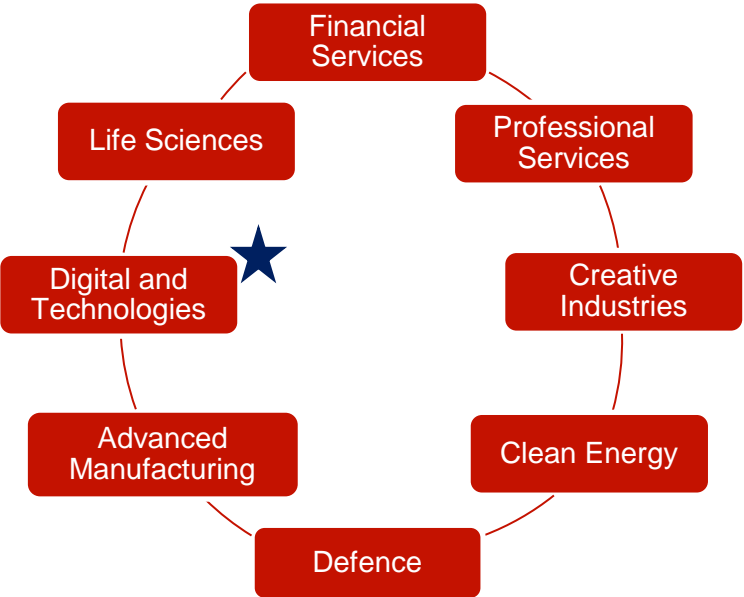 Financial
Services
Professional
Services
Creative
Industries
Clean Energy
Defence
Advanced
Manufacturing
Digital and
Technologies
Life Sciences